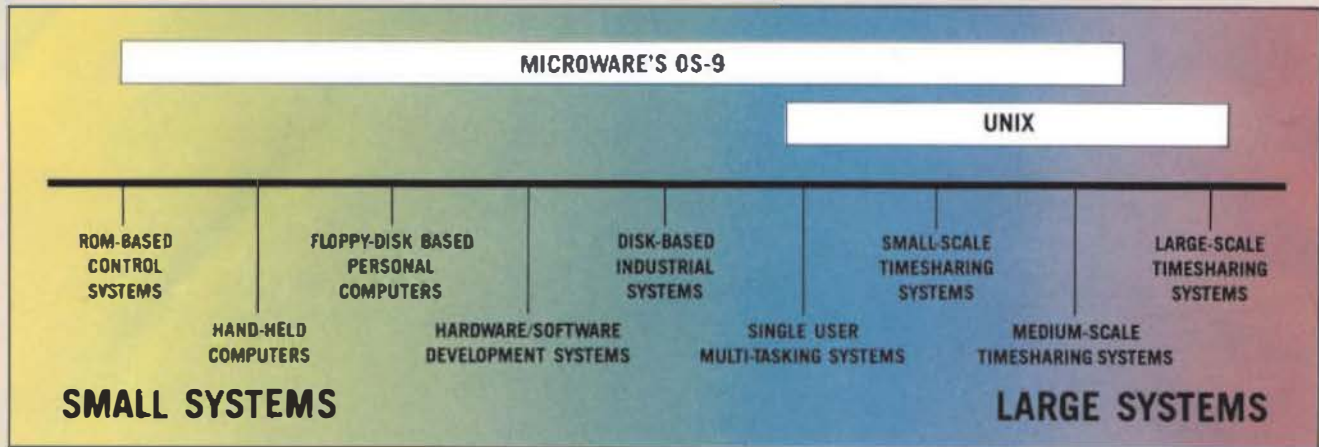 MICROWARE'S OS-9
UNIX
ROM-BASED
CONTROL
SYSTEMS
HAND-HELD
COMPUTERS
FLOPPY-DISK BASED
PERSONAL
COMPUTERS
HARDWARE/SOFTWARE
DEVELOPMENT SYSTEMS
DISK-BASED
INDUSTRIAL
SYSTEMS
SINGLE USER
MULTI-TASKING SYSTEMS
SMALL-SCALE
TIMESHARING
SYSTEMS
MEDIUM-SCALE
TIMESHARING SYSTEMS
LARGE-SCALE
TIMESHARING
SYSTEMS
SMALL SYSTEMS
LARGE SYSTEMS